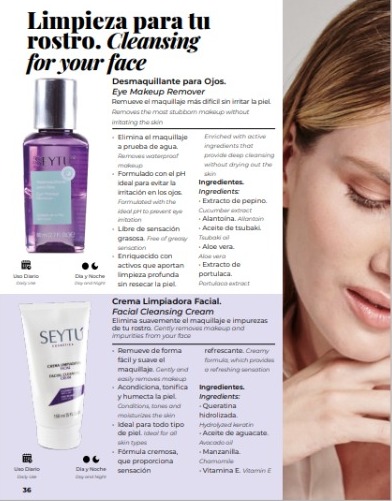 Limpieza para tu
rostro. Cleansing
for your face
Desmaquillante para Ojos.
Eye Makeup Remover
Remueve el maquillaje más difícil sin irritar la piel.
Removes the most stubborn makeup without
irritating the skin
• Elimina el maquillaje
a prueba de agua.
Removes waterproof
makeup
• Formulado con el pH
ideal para evitar la
irritación en los ojos.
Formulated with the
ideal pH to prevent eye
irritation
• Libre de sensación
grasosa. Free of greasy
sensation
• Enriquecido con
activos que aportan
limpieza profunda
sin resecar la piel.
Enriched with active
ingredients that
provide deep cleansing
without drying out the
skin
Ingredientes.
Ingredients:
• Extracto de pepino.
Cucumber extract
• Alantoína. Allantoin
• Aceite de tsubaki.
Tsubaki oil
• Aloe vera.
Aloe vera
• Extracto de
portulaca.
Portulaca extract
SEYTÚ
Uso Diario
Daily use
Día y Noche
Day and Night
Crema Limpiadora Facial.
Facial Cleansing Cream
Elimina suavemente el maquillaje e impurezas
de tu rostro. Gently removes makeup and
impurities from your face
• Remueve de forma
fácil y suave el
maquillaje. Gently and
easily removes makeup
• Acondiciona, tonifica
y humecta la piel.
Conditions, tones and
moisturizes the skin
• Ideal para todo tipo
de piel. Ideal for all
skin types
• Fórmula cremosa,
que proporciona
sensación
refrescante. Creamy
formula, which provides
a refreshing sensation
Ingredientes.
Ingredients:
• Queratina
hidrolizada.
Hydrolyzed keratin
• Aceite de aguacate.
Avocado oil
• Manzanilla.
Chamomile
• Vitamina E. Vitamin E
SEYTÚ
COSMÉTICA
CREMA LIMPIADORA
FACIAL
FACIAL CLEANSING
CREAM
Uso Diario
Daily use
Día y Noche
Day and Night
36